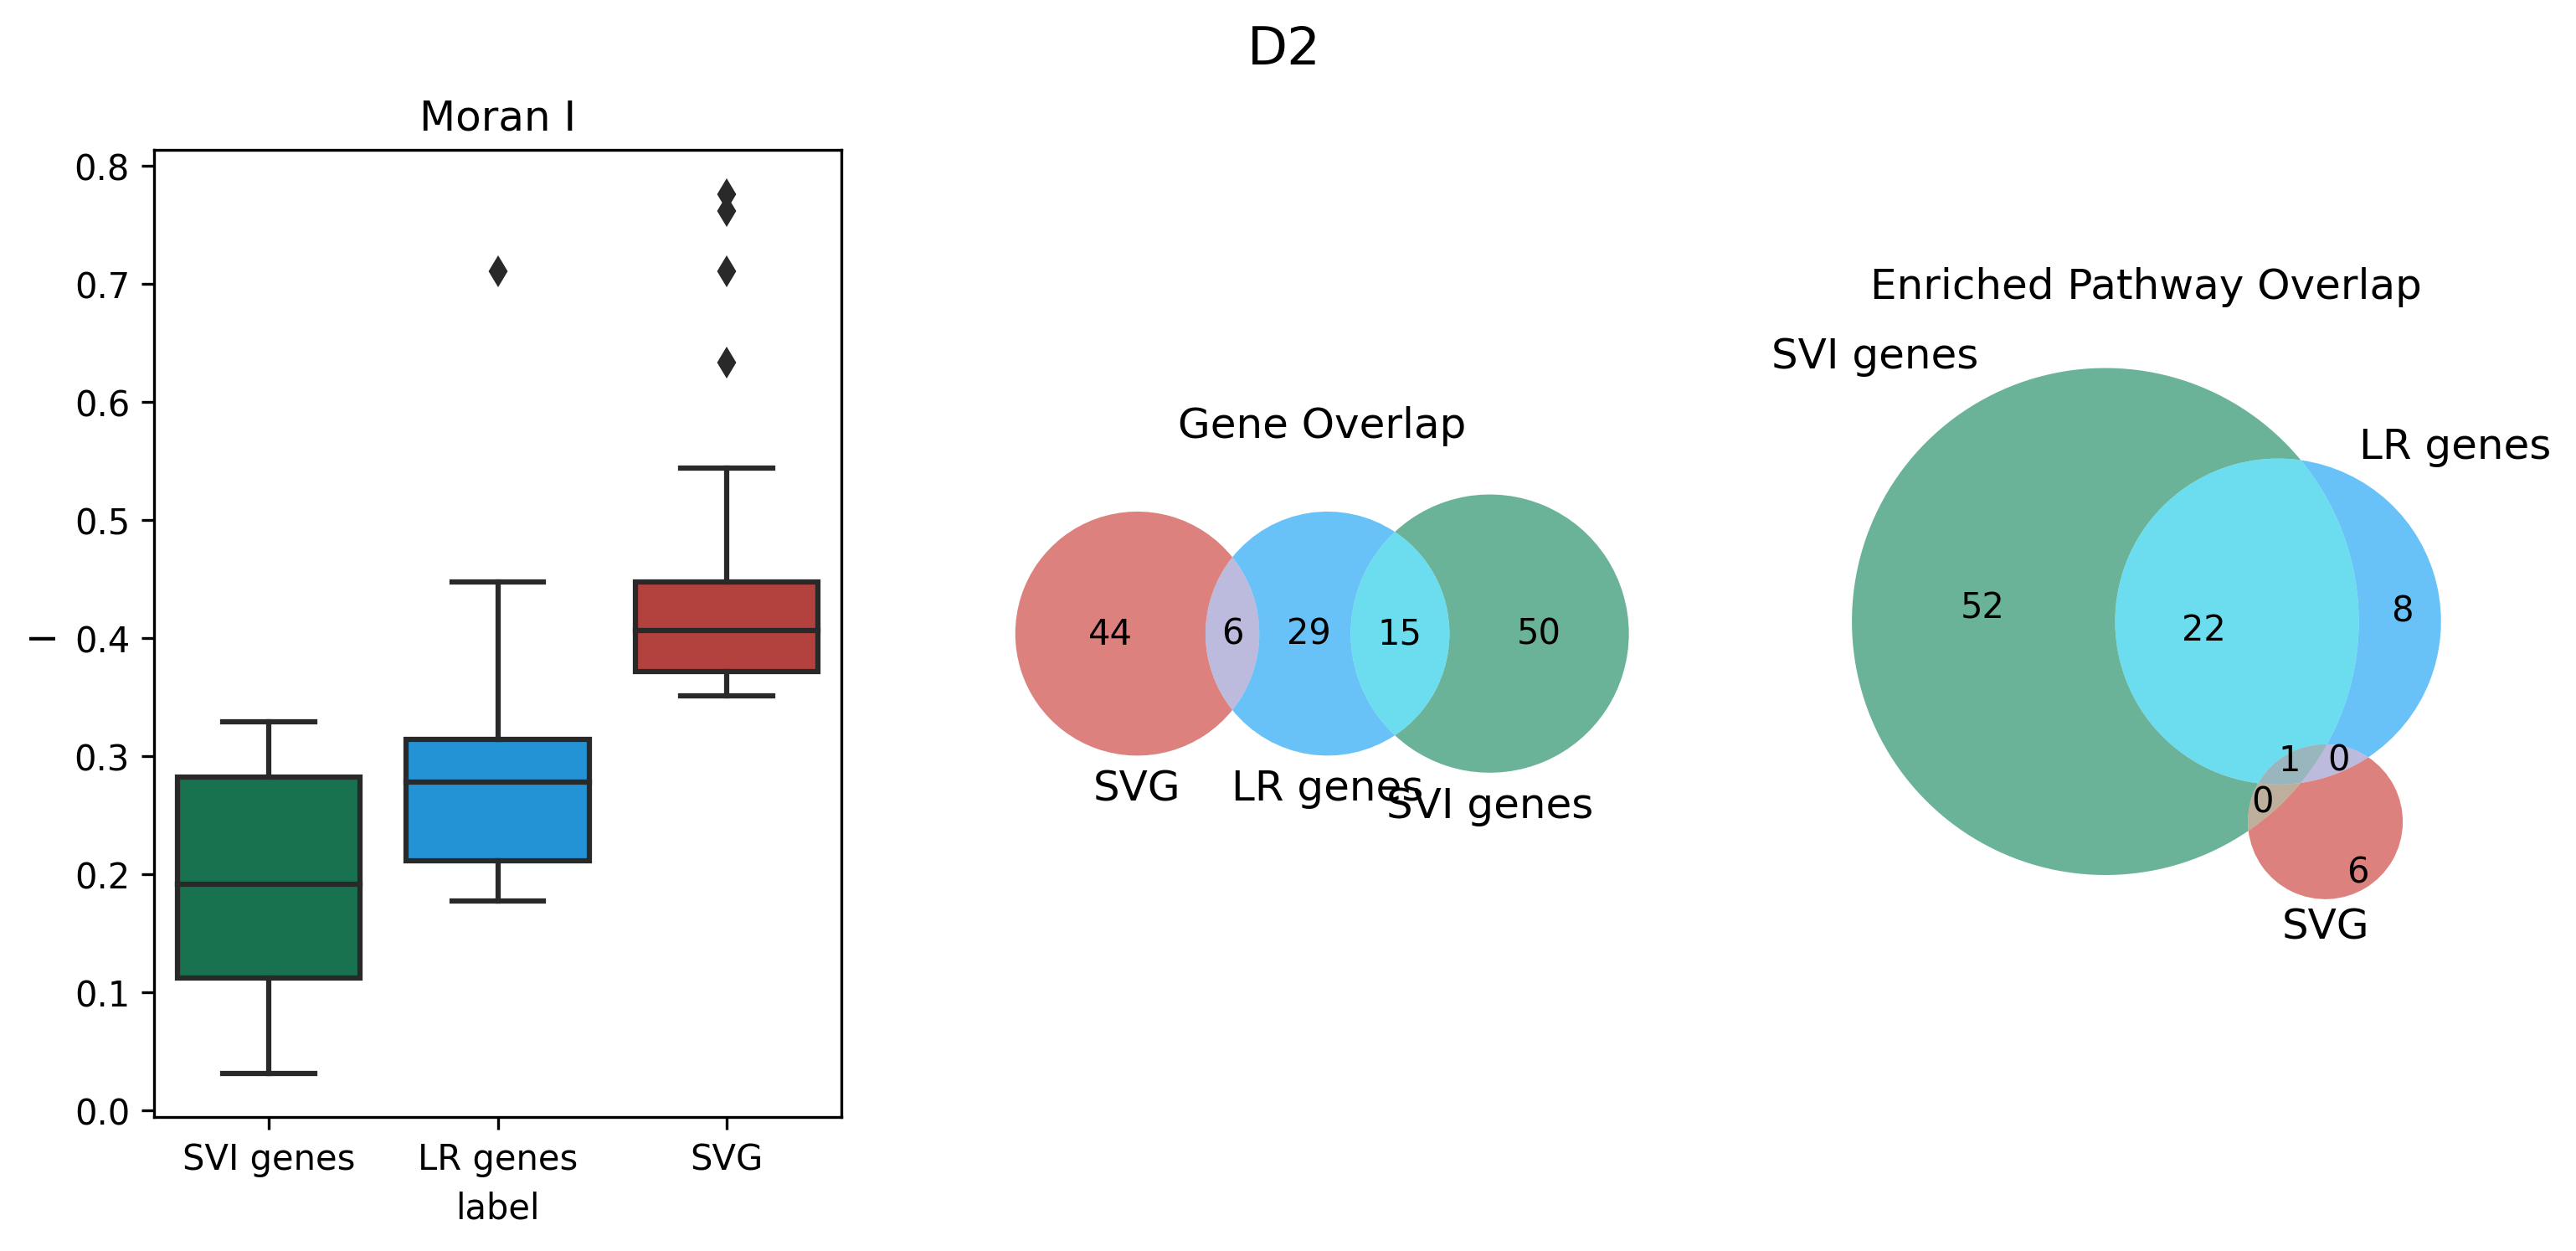 D2
Moran I
0.8
0.7
0.6
0.5
0.4
0.3
0.2
0.1
0.0
I
SVI genes LR genes SVG
label
Gene Overlap
44 6 29 15 50
SVG LR genes SVI genes
Enriched Pathway Overlap
SVI genes
LR genes
52 22 8
1 0
0
6
SVG